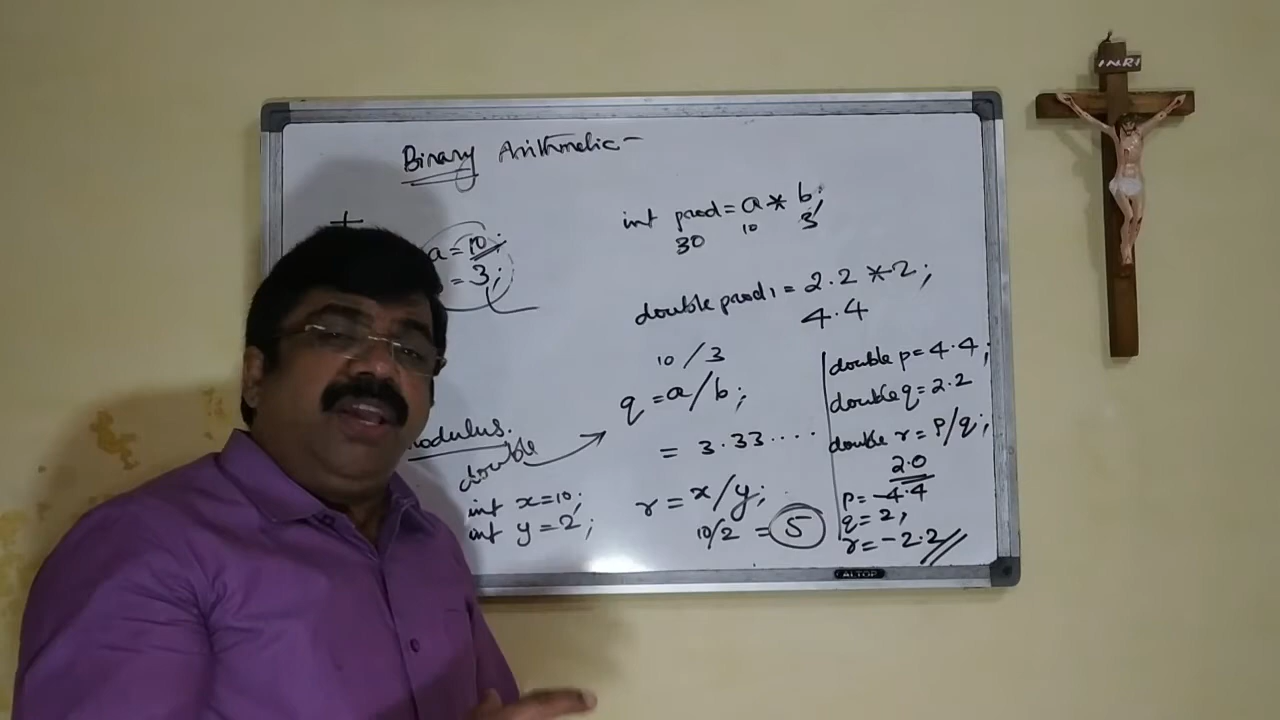 Binary Arithmetic -
+
a = 10;
= 3;
modulus.
double
int x = 10;
int y = 2;
int prod = a * b;
30 10 3
double prod1 = 2.2 * 2;
4.4
10 / 3
q = a / b;
= 3.33....
r = x / y;
10/2 = 5
double p = 4.4;
double q = 2.2
double r = p/q;
2.0
p = -4.4
q = 2,
r = -2.2
ALTOP
INRI